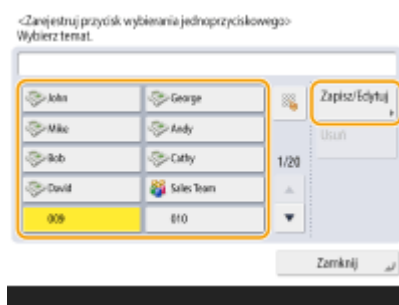 <Zarejestruj przycisk wybierania jednoprzyciskowego>
Wybierz temat.
John
George
Zapisz/Edytuj
Mike
Andy
Usuń
Bob
Cathy
1/20
David
Sales Team
009
010
Zamknij